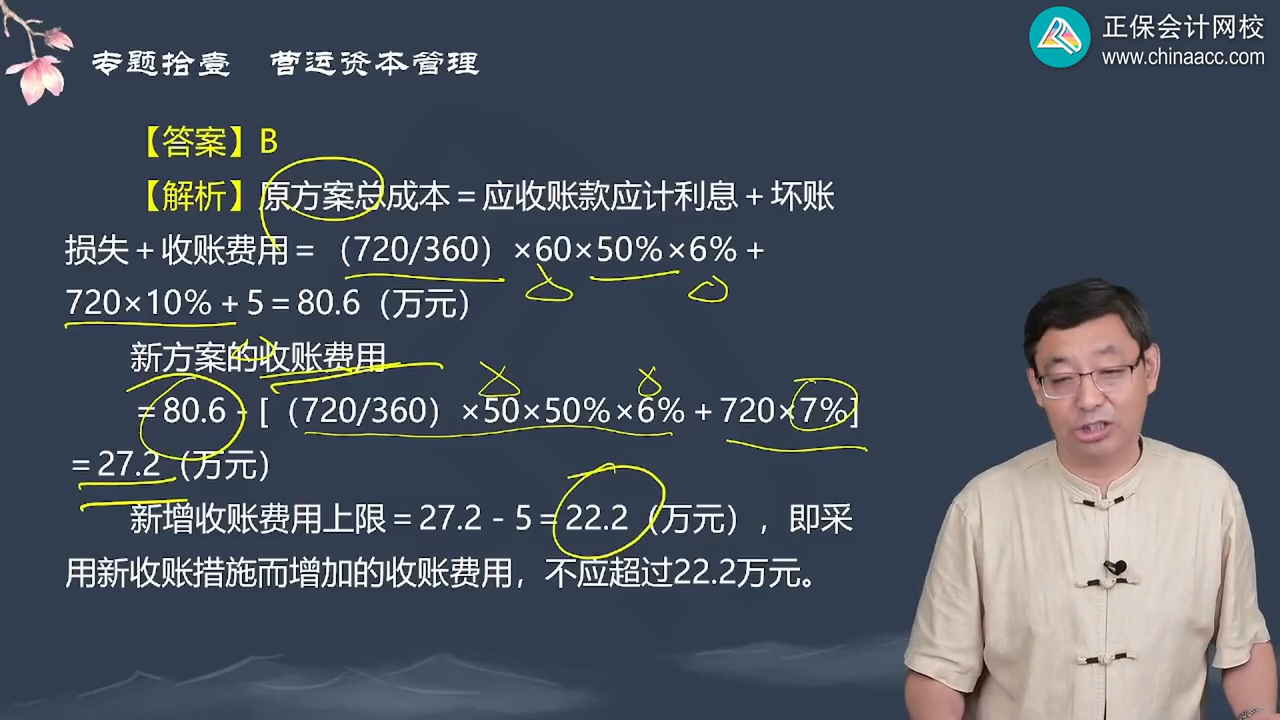 专题拾壹 营运资本管理
正保会计网校
www.chinaacc.com
【答案】B
【解析】原方案总成本＝应收账款应计利息＋坏账
损失＋收账费用＝（720/360）×60×50%×6%＋
720×10%＋5＝80.6（万元）
新方案的收账费用
＝80.6－[（720/360）×50×50%×6%＋720×7%]
＝27.2（万元）
新增收账费用上限＝27.2－5＝22.2（万元），即采
用新收账措施而增加的收账费用，不应超过22.2万元。